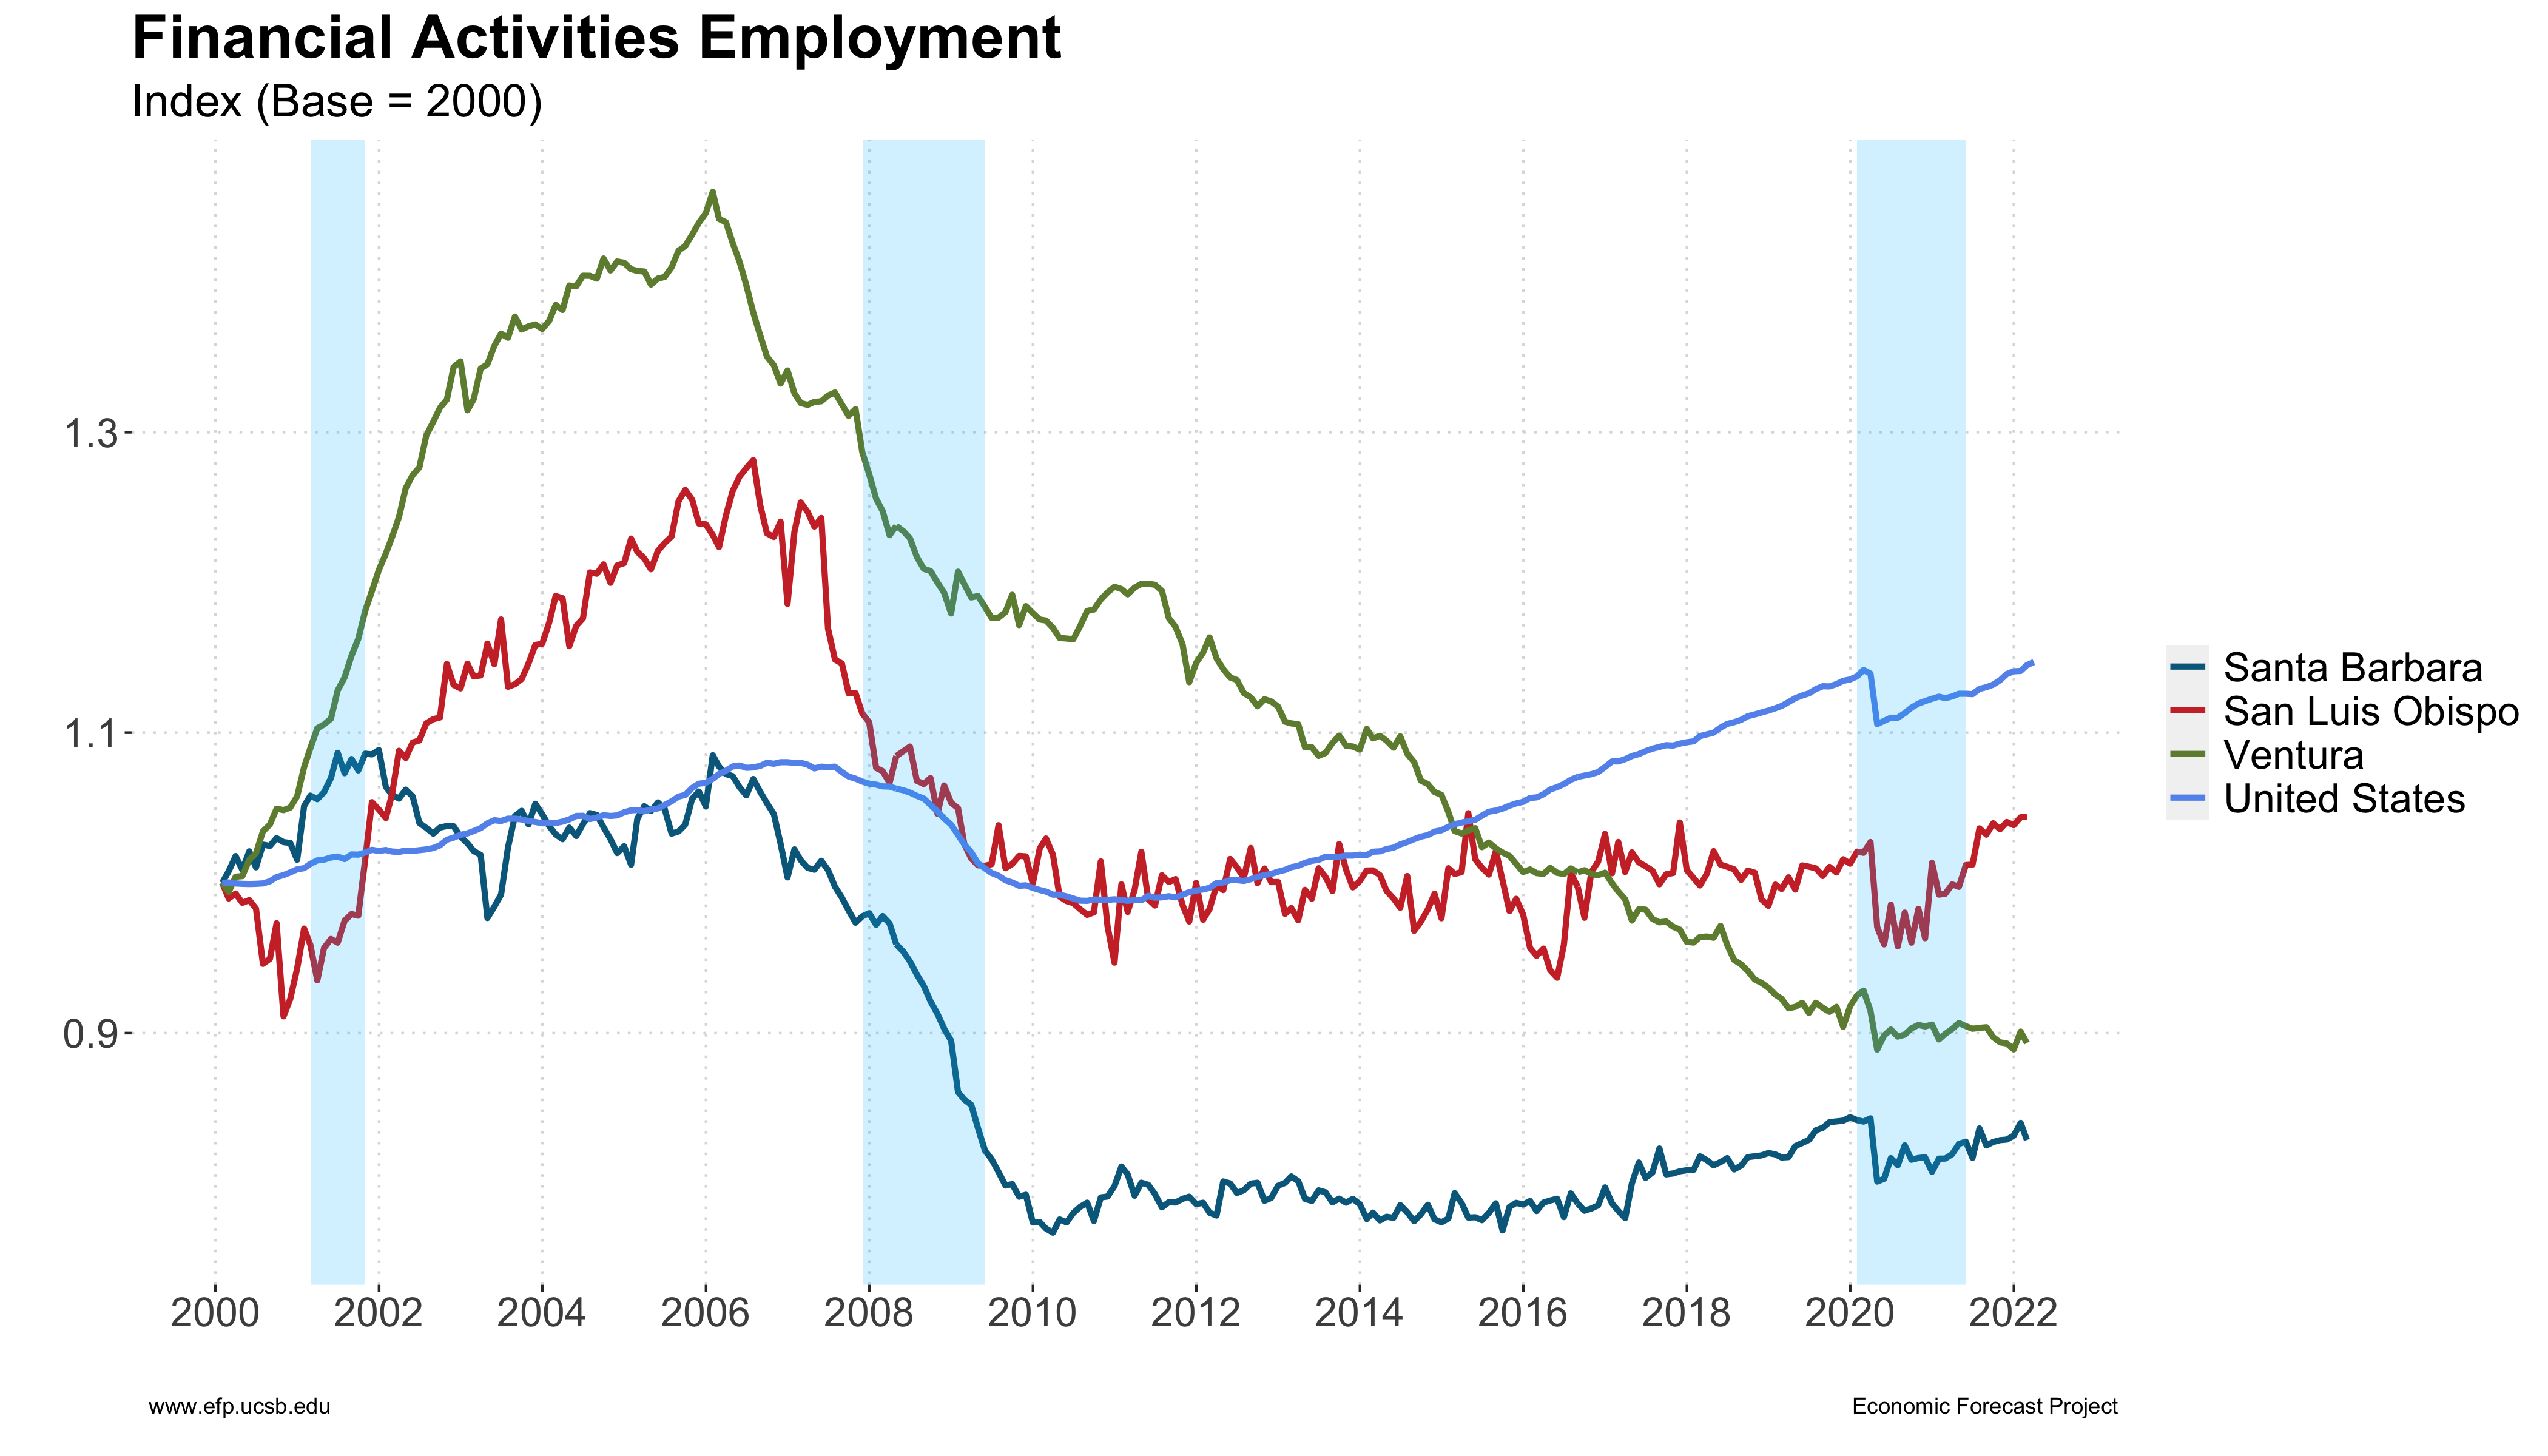 Financial Activities Employment
Index (Base = 2000)
1.3
1.1
0.9
Santa Barbara
San Luis Obispo
Ventura
United States
2000 2002 2004 2006 2008 2010 2012 2014 2016 2018 2020 2022
www.efp.ucsb.edu Economic Forecast Project